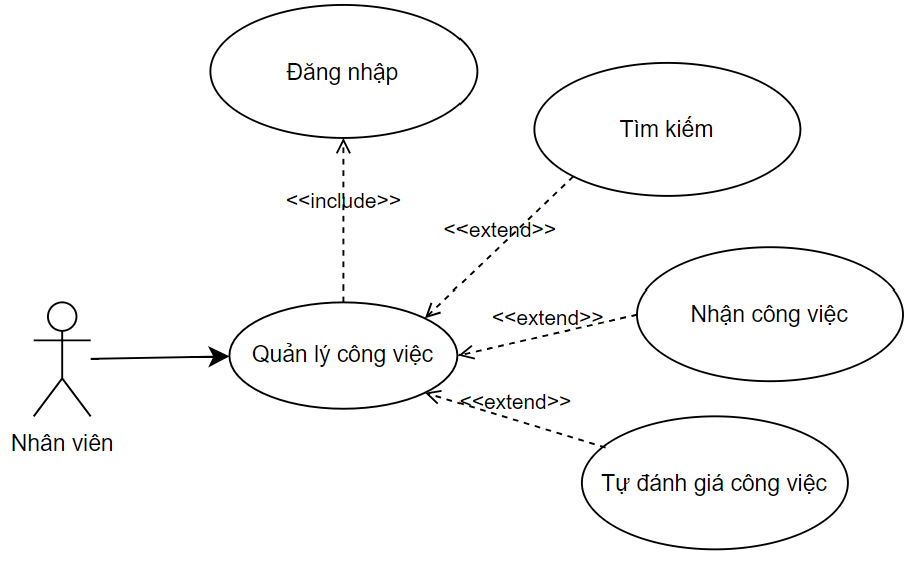 Đăng nhập
Tìm kiếm
<<include>>
<<extend>>
Nhận công việc
<<extend>>
Quản lý công việc
<<extend>>
Nhân viên
Tự đánh giá công việc